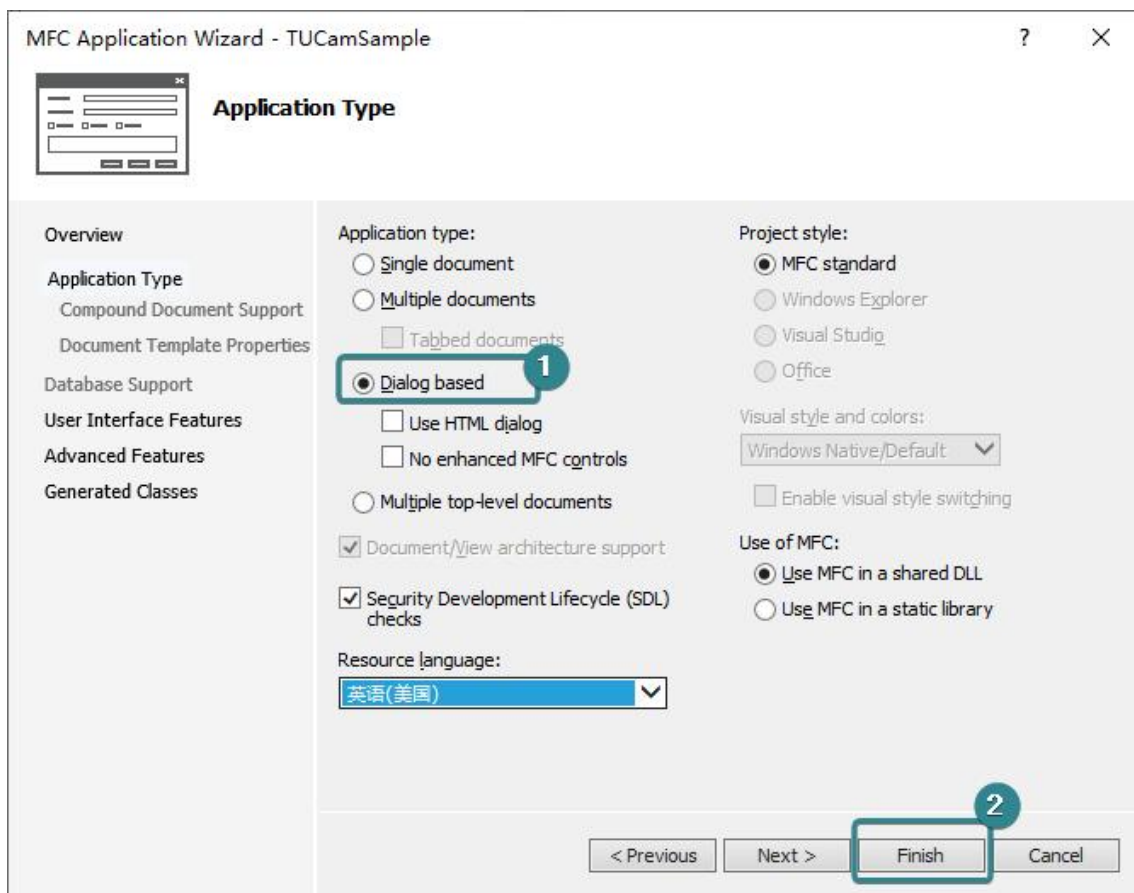 MFC Application Wizard - TUCamSample
?
Application Type
Overview
Application Type
Compound Document Support
Document Template Properties
Database Support
User Interface Features
Advanced Features
Generated Classes
Application type:
Single document
Multiple documents
Tabbed documents
1
Dialog based
Use HTML dialog
No enhanced MFC controls
Multiple top-level documents
Document/View architecture support
Security Development Lifecycle (SDL)
checks
Resource language:
英语(美国)
Project style:
MFC standard
Windows Explorer
Visual Studio
Office
Visual style and colors:
Windows Native/Default
Enable visual style switching
Use of MFC:
Use MFC in a shared DLL
Use MFC in a static library
2
< Previous
Next >
Finish
Cancel